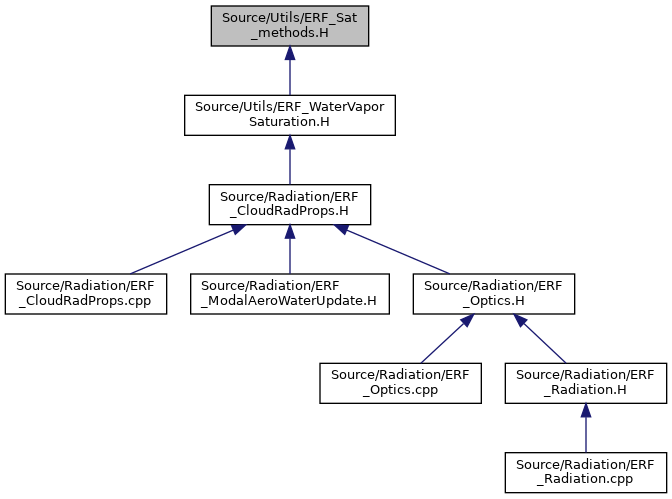 Source/Utils/ERF_Sat
_methods.H
Source/Utils/ERF_WaterVapor
Saturation.H
Source/Radiation/ERF
_CloudRadProps.H
Source/Radiation/ERF
_CloudRadProps.cpp
Source/Radiation/ERF
_ModalAeroWaterUpdate.H
Source/Radiation/ERF
_Optics.H
Source/Radiation/ERF
_Optics.cpp
Source/Radiation/ERF
_Radiation.H
Source/Radiation/ERF
_Radiation.cpp